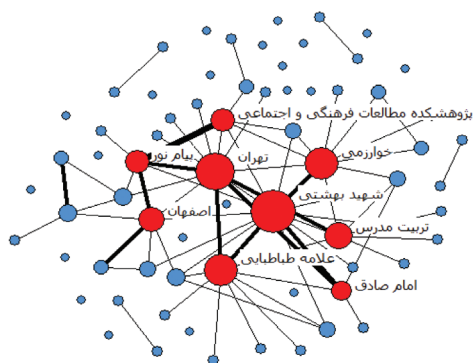 پژوهشکده مطالعات فرهنگی و اجتماعی
خوارزمی
تهران
پیام نور
شهید بهشتی
اصفهان
تربیت مدرس
علامه طباطبایی
امام صادق